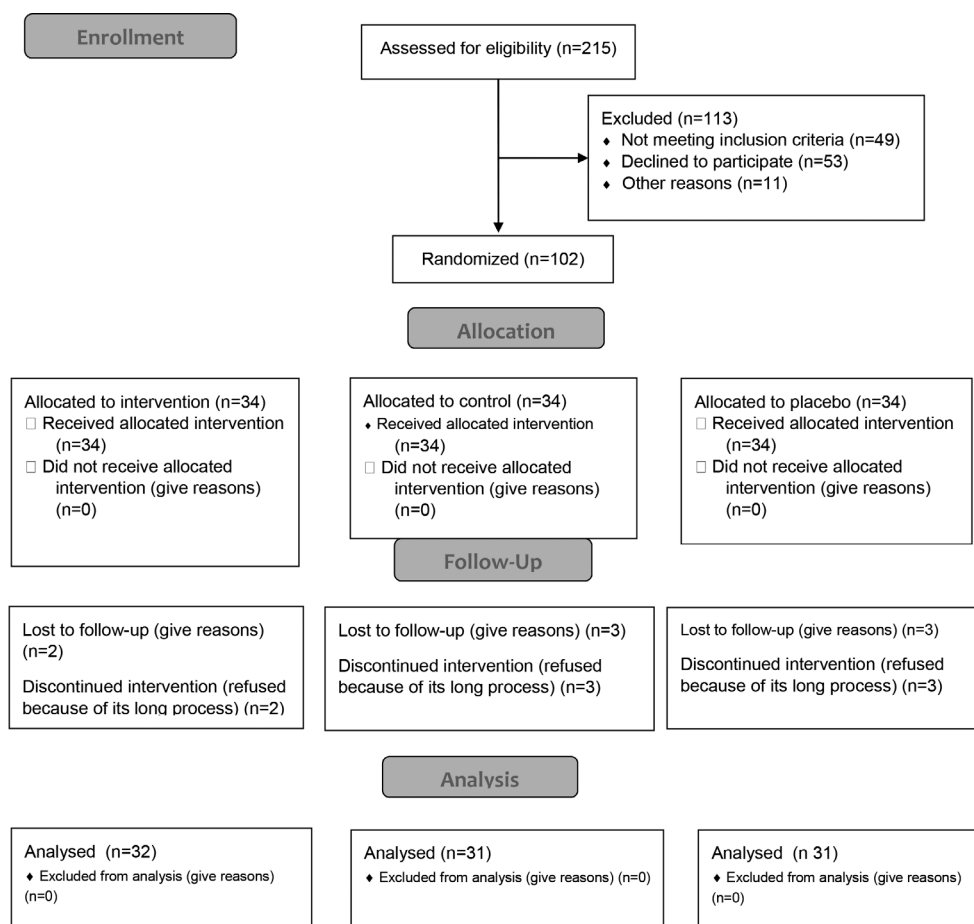 Enrollment
Assessed for eligibility (n=215)
Excluded (n=113)
♦ Not meeting inclusion criteria (n=49)
♦ Declined to participate (n=53)
♦ Other reasons (n=11)
Randomized (n=102)
Allocation
Allocated to intervention (n=34)
□ Received allocated intervention
(n=34)
□ Did not receive allocated
intervention (give reasons)
(n=0)
Allocated to control (n=34)
♦ Received allocated intervention
(n=34)
□ Did not receive allocated
intervention (give reasons)
(n=0)
Allocated to placebo (n=34)
□ Received allocated intervention
(n=34)
□ Did not receive allocated
intervention (give reasons)
(n=0)
Follow-Up
Lost to follow-up (give reasons)
(n=2)
Discontinued intervention (refused
because of its long process) (n=2)
Lost to follow-up (give reasons) (n=3)
Discontinued intervention (refused
because of its long process) (n=3)
Lost to follow-up (give reasons) (n=3)
Discontinued intervention (refused
because of its long process) (n=3)
Analysis
Analysed (n=32)
♦ Excluded from analysis (give reasons)
(n=0)
Analysed (n=31)
♦ Excluded from analysis (give reasons) (n=0)
Analysed (n 31)
♦ Excluded from analysis (give reasons)
(n=0)